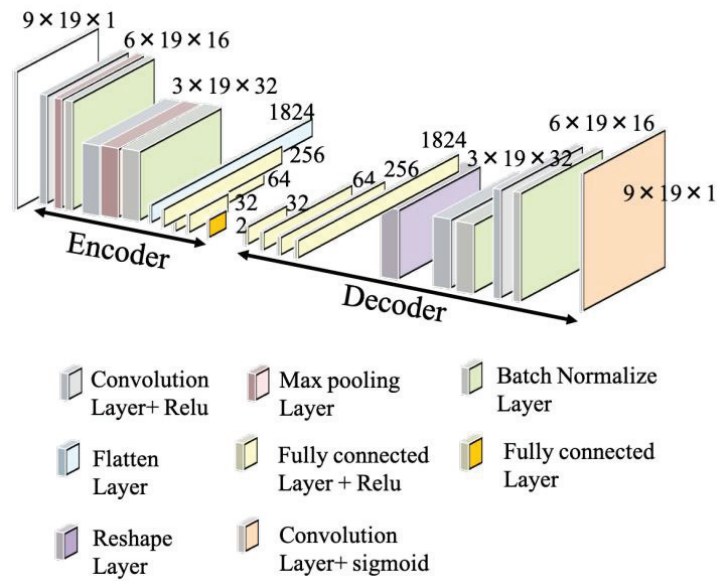 9×19×1
6×19×16
3×19×32
1824
256
64
32
2
32
64
256
1824
3×19×32
6×19×16
9×19×1
Encoder
Decoder
Convolution
Layer+ Relu
Max pooling
Layer
Batch Normalize
Layer
Flatten
Layer
Fully connected
Layer + Relu
Fully connected
Layer
Reshape
Layer
Convolution
Layer+ sigmoid